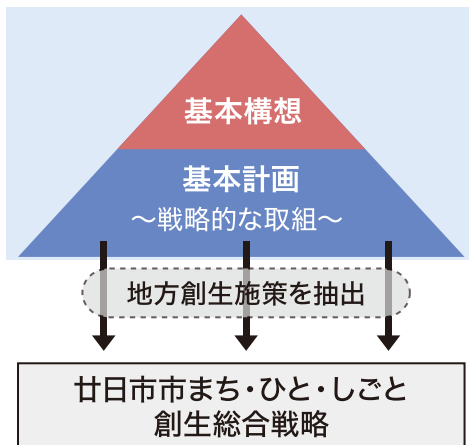 基本構想
基本計画
～戦略的な取組～
地方創生施策を抽出
廿日市市まち・ひと・しごと
創生総合戦略